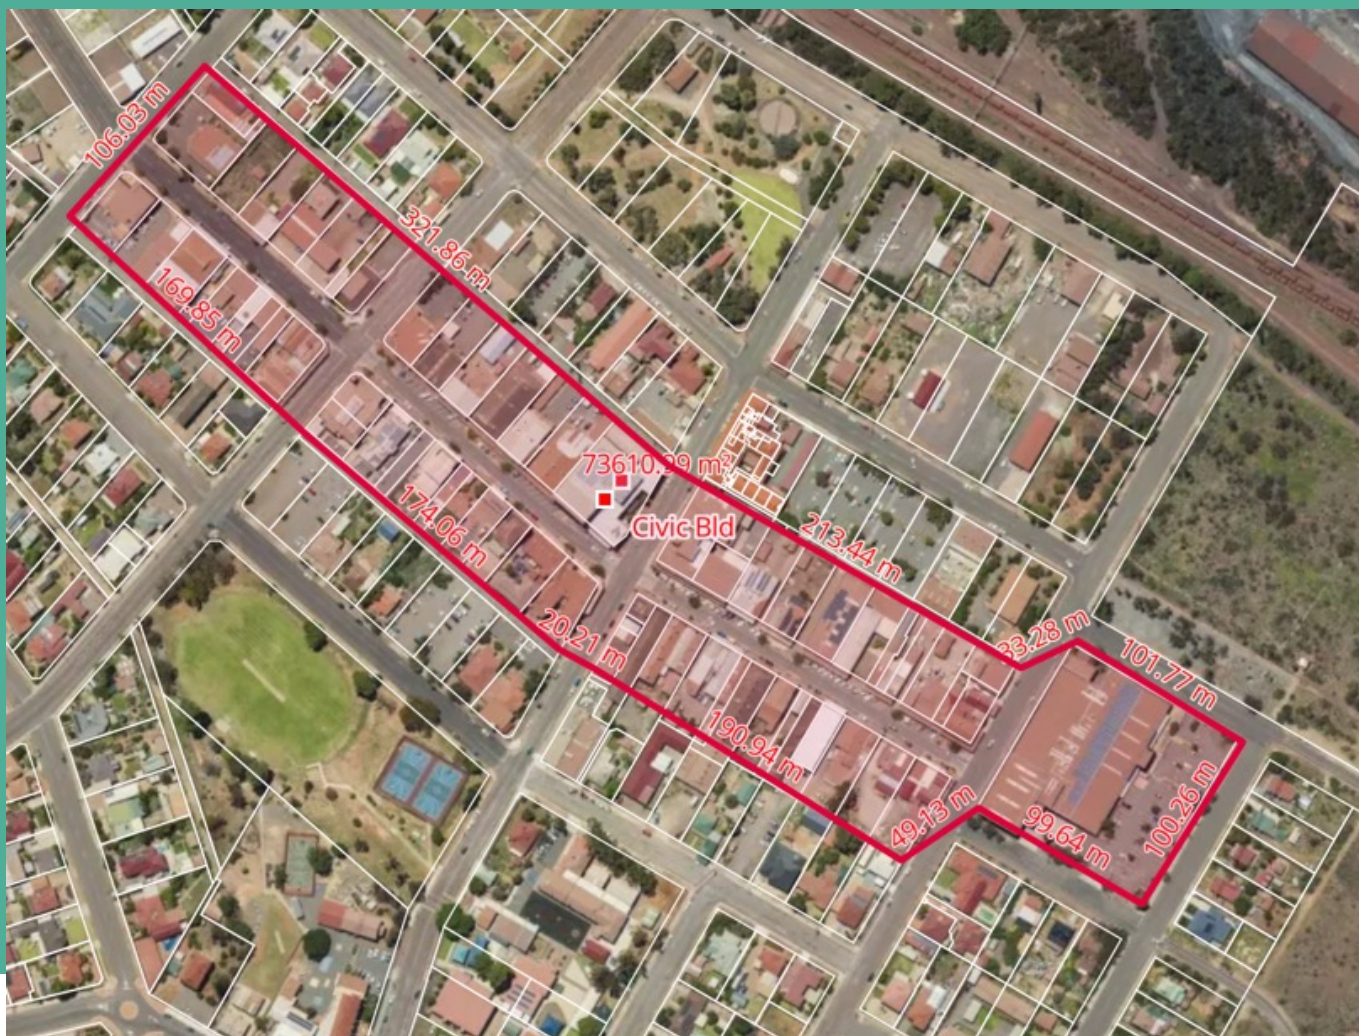 106.03 m
321.86 m
169.85 m
73610.99 m²
174.06 m
Civic Bld
213.44 m
20.21 m
33.28 m
101.77 m
190.94 m
49.13 m
99.64 m
100.26 m